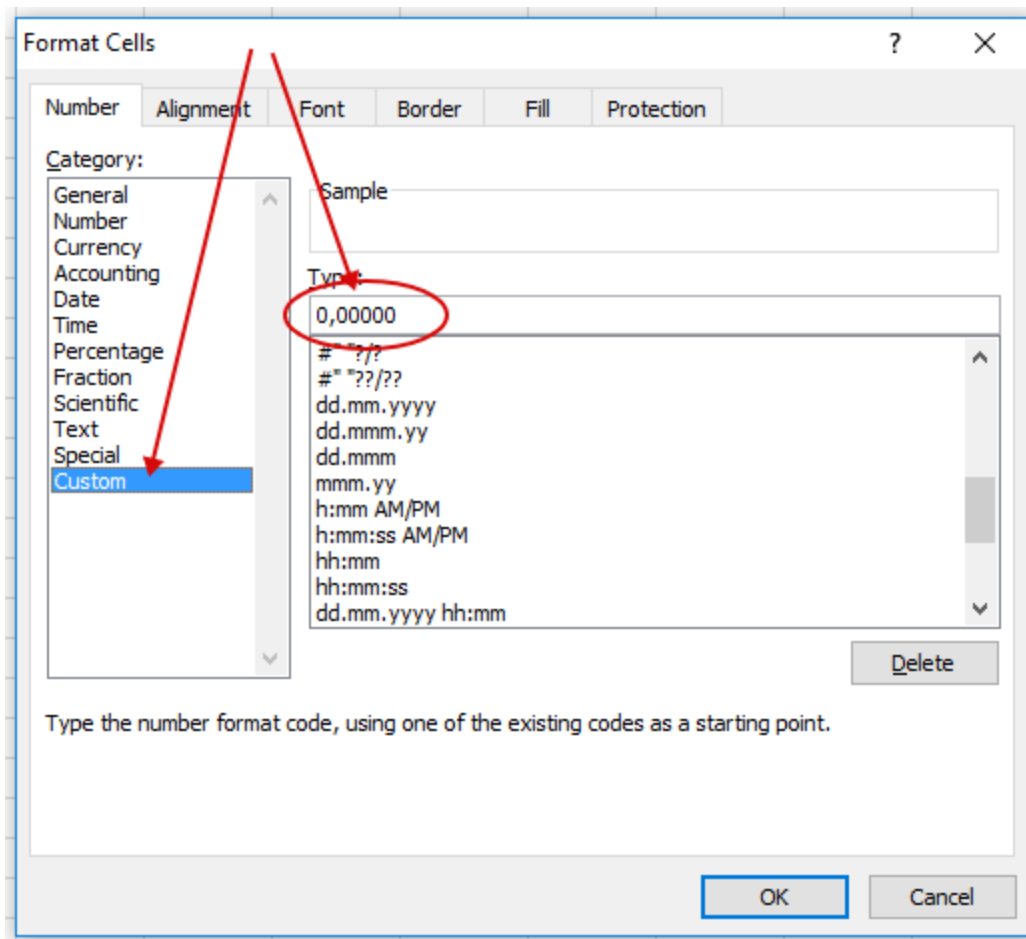 Format Cells ?
Number Alignment Font Border Fill Protection
Category:
General
Number
Currency
Accounting
Date
Time
Percentage
Fraction
Scientific
Text
Special
Custom
Sample
Type:
0,00000
#" "?/?
#" "??/??
dd.mm.yyyy
dd.mmm.yy
dd.mmm
mmm.yy
h:mm AM/PM
h:mm:ss AM/PM
hh:mm
hh:mm:ss
dd.mm.yyyy hh:mm
Delete
Type the number format code, using one of the existing codes as a starting point.
OK Cancel